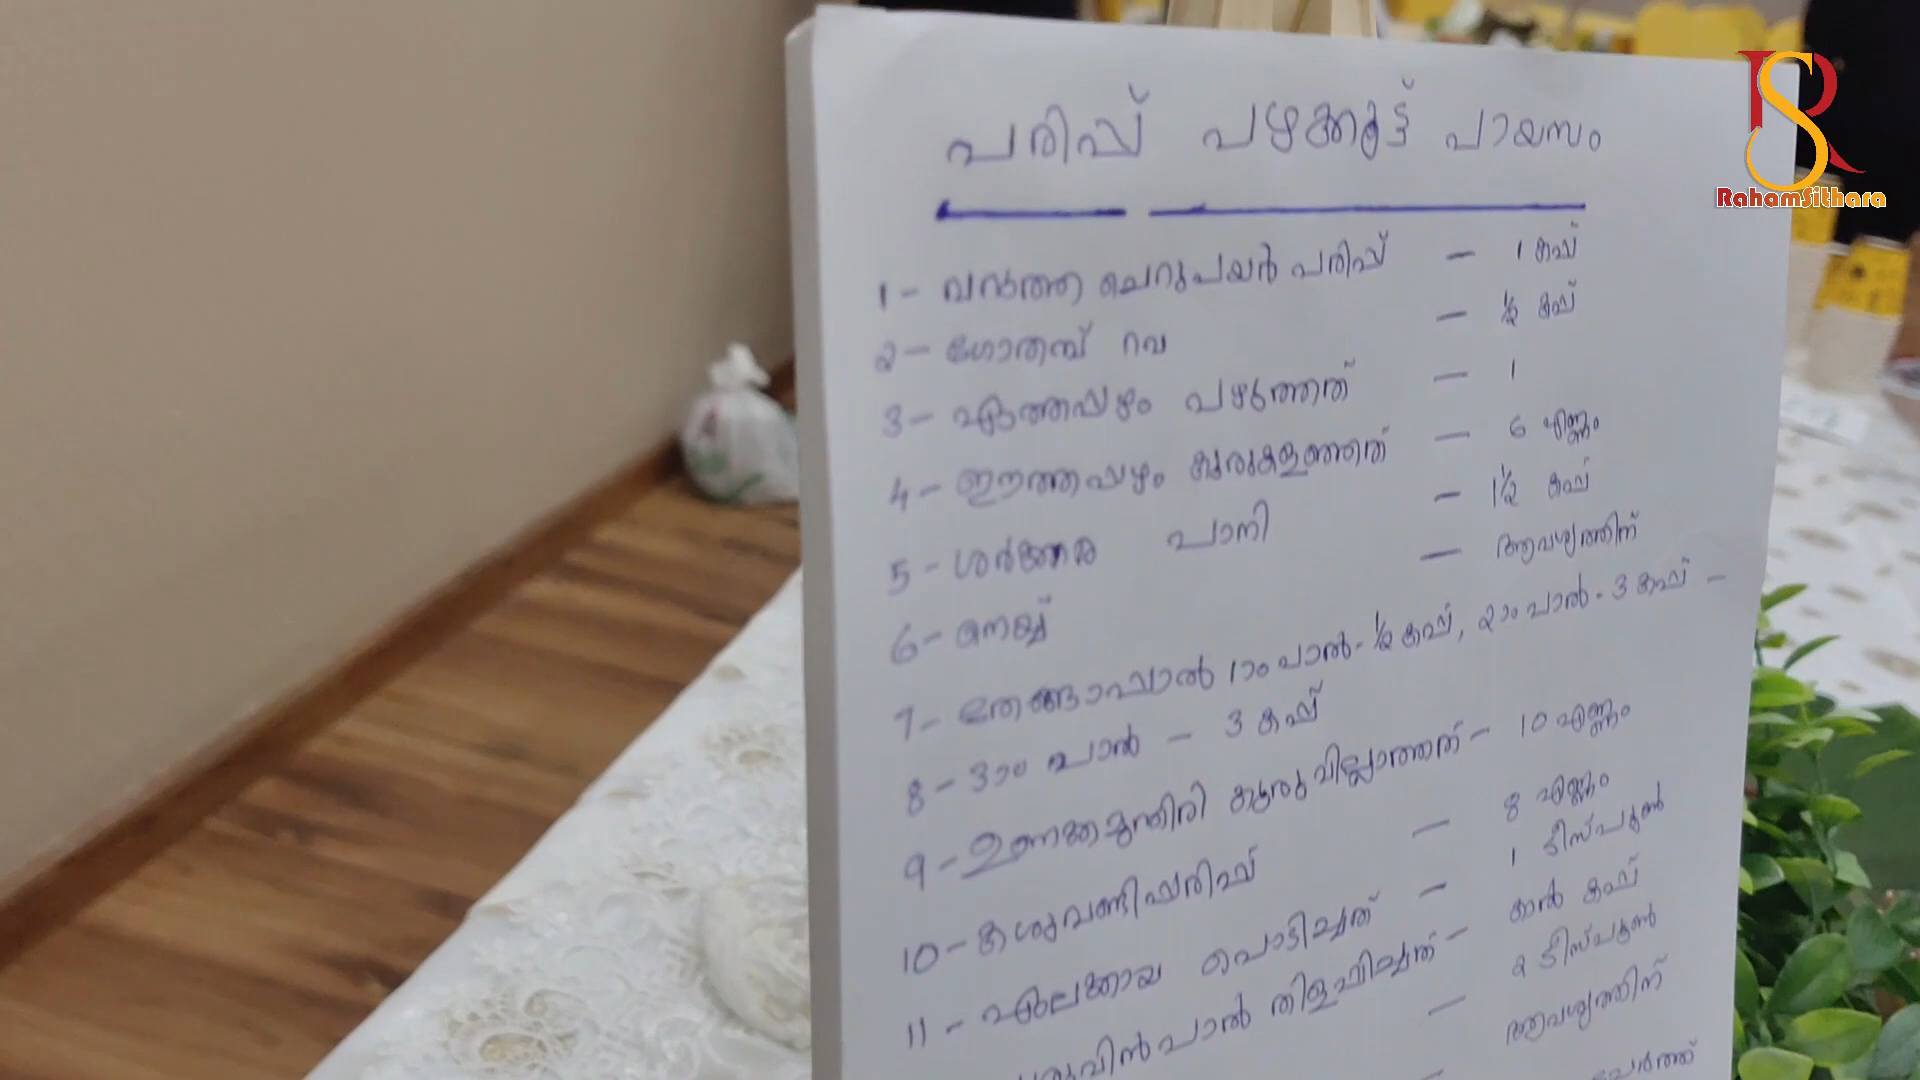 പരിപ്പ് പഴക്കൂട്ട് പായസം
RahamSithara
1 - വറുത്ത ചെറുപയർ പരിപ്പ് - 1 കപ്പ്
2 - ഗോതമ്പ് റവ - ½ കപ്പ്
3 - ഏത്തപ്പഴം പഴുത്തത് - 1
4 - ഈത്തപ്പഴം കുരുകളഞ്ഞത് - 6 എണ്ണം
5 - ശർക്കര പാനി - 1½ കപ്പ്
6 - നെയ്യ് - ആവശ്യത്തിന്
7 - തേങ്ങാപ്പാൽ 1ാം പാൽ - ½ കപ്പ്, 2ാം പാൽ - 3 കപ്പ് -
8 - 3ാം പാൽ - 3 കപ്പ്
9 - ഉണക്കമുന്തിരി കുരുവില്ലാത്തത് - 10 എണ്ണം
10 - കശുവണ്ടിപ്പരിപ്പ് - 8 എണ്ണം
11 - ഏലക്കായ പൊടിച്ചത് - 1 ടീസ്പൂൺ
പാൽ തിളപ്പിച്ചത് - കാൽ കപ്പ്
- 2 ടീസ്പൂൺ
ആവശ്യത്തിന്